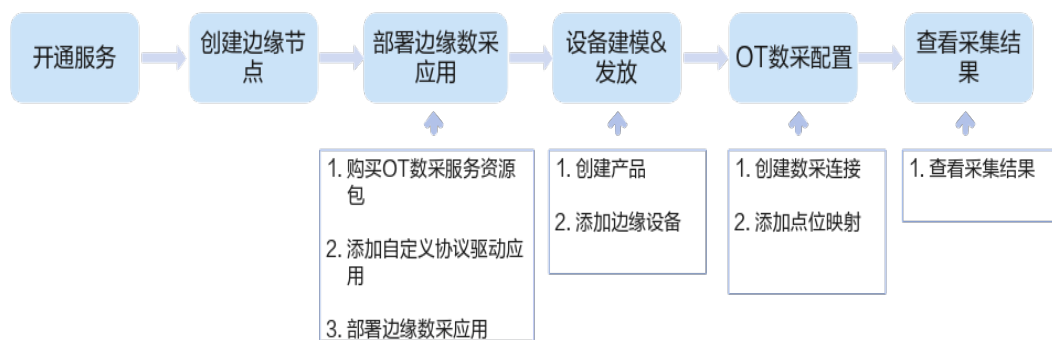 开通服务
创建边缘节
点
部署边缘数采
应用
设备建模&
发放
OT数采配置
查看采集结
果
1. 购买OT数采服务资源
包
2. 添加自定义协议驱动应
用
3. 部署边缘数采应用
1. 创建产品
2. 添加边缘设备
1. 创建数采连接
2. 添加点位映射
1. 查看采集结果